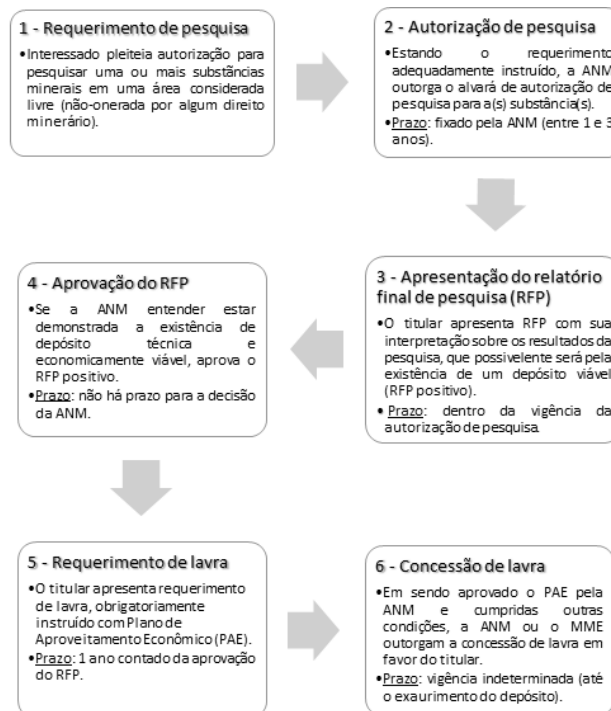 1 - Requerimento de pesquisa
•Interessado pleiteia autorização para
pesquisar uma ou mais substâncias
minerais em uma área considerada
livre (não-onerada por algum direito
minerário).
2 - Autorização de pesquisa
•Estando o requerimento
adequadamente instruído, a ANM
outorga o alvará de autorização de
pesquisa para a(s) substância(s).
•Prazo: fixado pela ANM (entre 1 e 3
anos).
3 - Apresentação do relatório
final de pesquisa (RFP)
•O titular apresenta RFP com sua
interpretação sobre os resultados da
pesquisa, que possivelente será pela
existência de um depósito viável
(RFP positivo).
•Prazo: dentro da vigência da
autorização de pesquisa.
4 - Aprovação do RFP
•Se a ANM entender estar
demonstrada a existência de
depósito técnica e
economicamente viável, aprova o
RFP positivo.
•Prazo: não há prazo para a decisão
da ANM.
5 - Requerimento de lavra
•O titular apresenta requerimento
de lavra, obrigatoriamente
instruído com Plano de
Aproveitamento Econômico (PAE).
•Prazo: 1 ano contado da aprovação
do RFP.
6 - Concessão de lavra
•Em sendo aprovado o PAE pela
ANM e cumpridas outras
condições, a ANM ou o MME
outorgam a concessão de lavra em
favor do titular.
•Prazo: vigência indeterminada (até
o exaurimento do depósito).